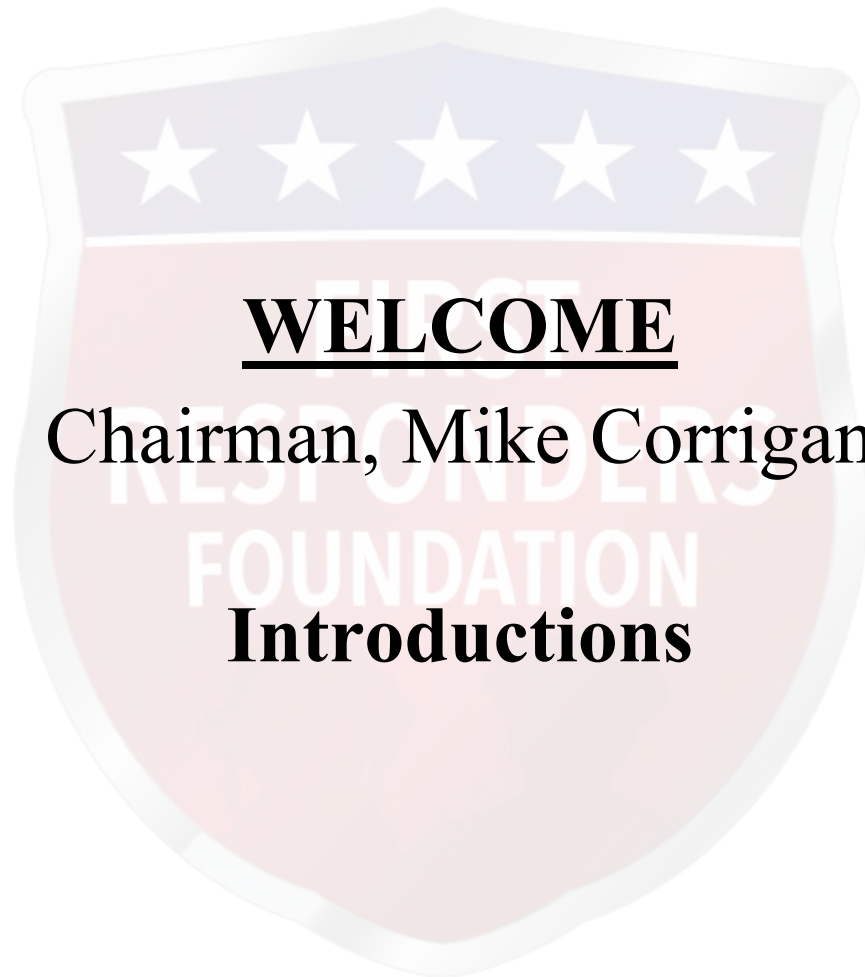 WELCOME
FIRST
Chairman, Mike Corrigan
RESPONDERS
FOUNDATION
Introductions